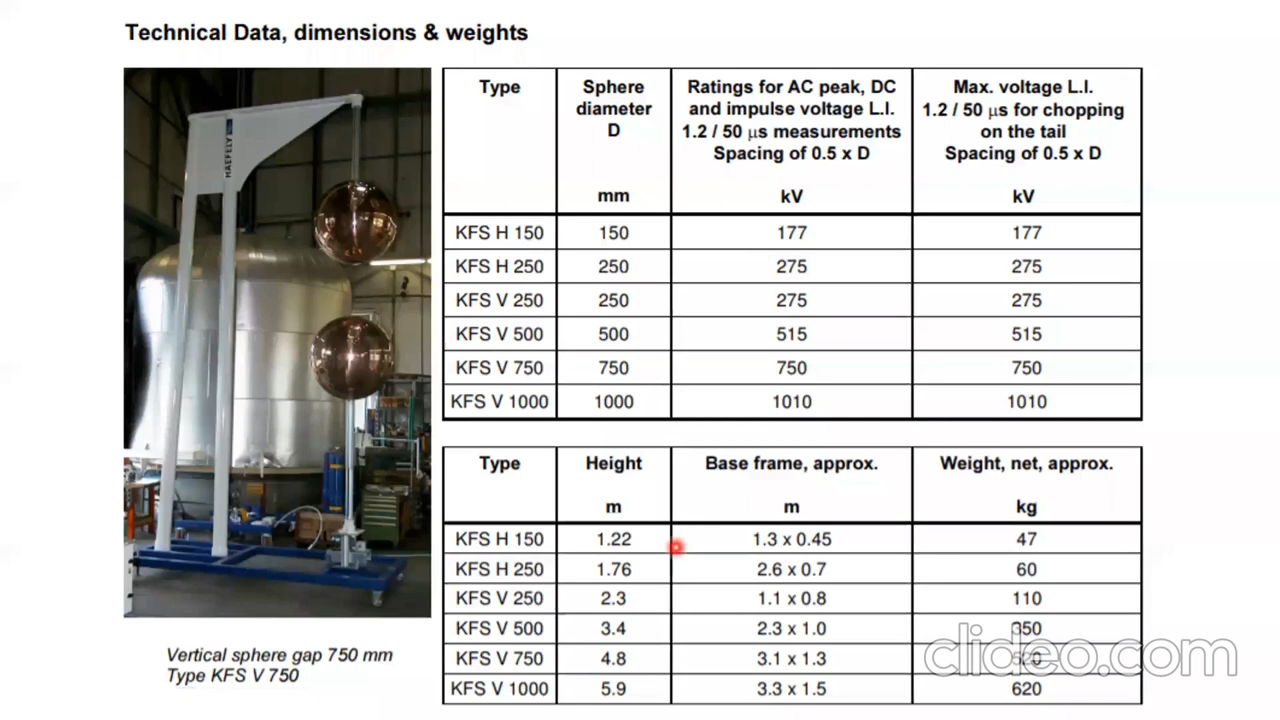 Technical Data, dimensions & weights
HAEFELY
Vertical sphere gap 750 mm
Type KFS V 750
Type Sphere diameter D mm Ratings for AC peak, DC and impulse voltage L.I. 1.2 / 50 μs measurements Spacing of 0.5 x D kV Max. voltage L.I. 1.2 / 50 μs for chopping on the tail Spacing of 0.5 x D kV
KFS H 150 150 177 177
KFS H 250 250 275 275
KFS V 250 250 275 275
KFS V 500 500 515 515
KFS V 750 750 750 750
KFS V 1000 1000 1010 1010
Type Height Base frame, approx. Weight, net, approx.
m m kg
KFS H 150 1.22 1.3 x 0.45 47
KFS H 250 1.76 2.6 x 0.7 60
KFS V 250 2.3 1.1 x 0.8 110
KFS V 500 3.4 2.3 x 1.0 350
KFS V 750 4.8 3.1 x 1.3 520
KFS V 1000 5.9 3.3 x 1.5 620
clideo.com